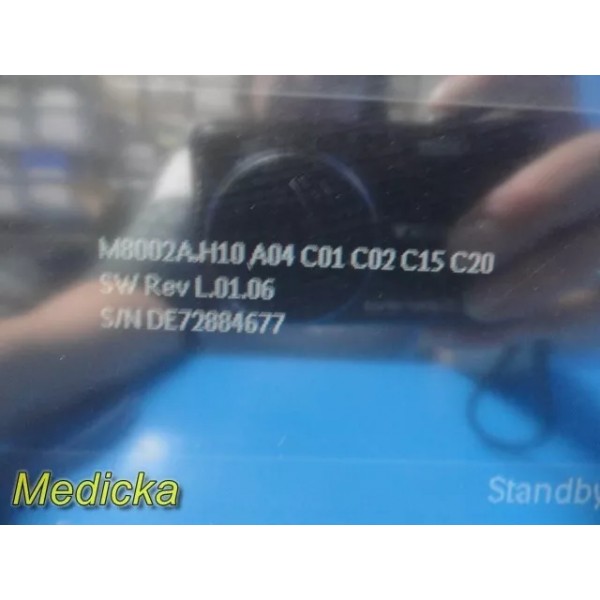 M8002A.H10 A04 C01 C02 C15 C20
SW Rev L.01.06
S/N DE72884677
Standby
Medicka